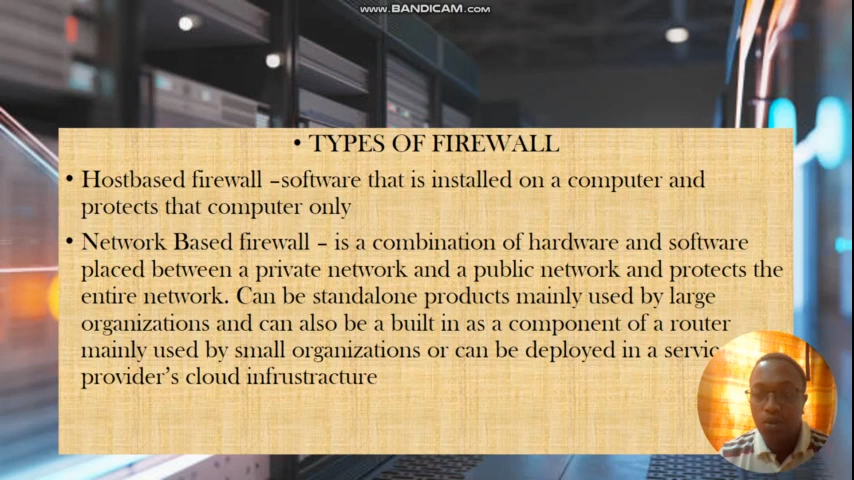 WWW.BANDICAM.COM
• TYPES OF FIREWALL
• Hostbased firewall –software that is installed on a computer and
protects that computer only
• Network Based firewall – is a combination of hardware and software
placed between a private network and a public network and protects the
entire network. Can be standalone products mainly used by large
organizations and can also be a built in as a component of a router
mainly used by small organizations or can be deployed in a
provider’s cloud infrustracture